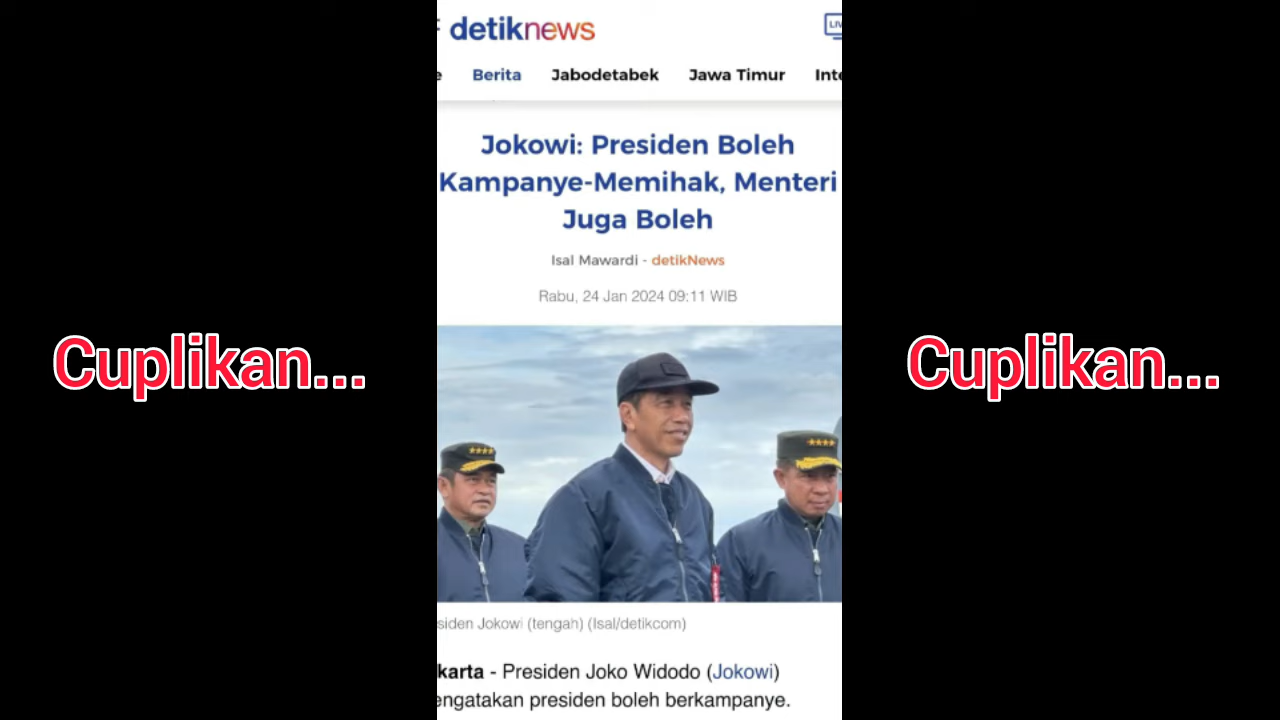 detiknews
LIV
e Berita Jabodetabek Jawa Timur Inte
Jokowi: Presiden Boleh
Kampanye-Memihak, Menteri
Juga Boleh
Isal Mawardi - detikNews
Rabu, 24 Jan 2024 09:11 WIB
Cuplikan...
Cuplikan...
siden Jokowi (tengah) (Isal/detikcom)
karta - Presiden Joko Widodo (Jokowi)
engatakan presiden boleh berkampanye.